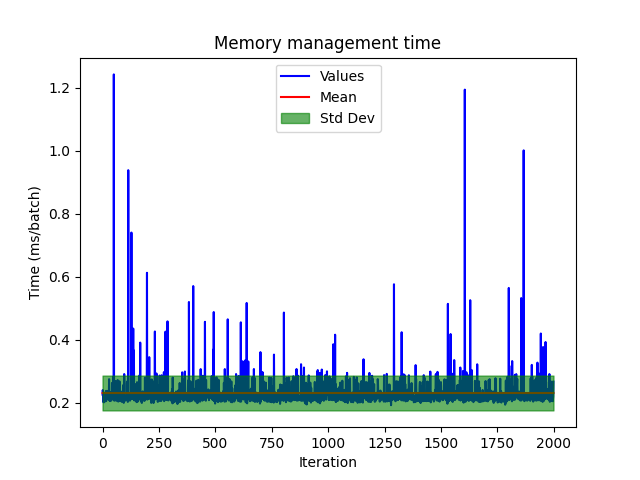 Memory management time
Values
Mean
Std Dev
Time (ms/batch)
1.2
1.0
0.8
0.6
0.4
0.2
0 250 500 750 1000 1250 1500 1750 2000
Iteration